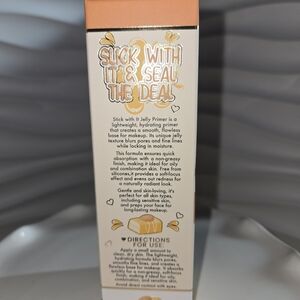 SLICK WITH
IT & SEAL
THE DEAL
Stick with It Jelly Primer is a
lightweight, hydrating primer
that creates a smooth, flawless
base for makeup. Its unique jelly
texture blurs pores and fine lines
while locking in moisture.
This formula ensures quick
absorption with a non-greasy
finish, making it ideal for oily
and combination skin. Free from
silicones, it provides a soft-focus
effect and evens out redness for
a naturally radiant look.
Gentle and skin-loving, it's
perfect for all skin types,
including sensitive skin,
and preps your face for
long-lasting makeup.
DIRECTIONS
FOR USE:
Apply a small amount to
clean, dry skin. The lightweight,
hydrating formula blurs pores,
smooths fine lines, and creates a
flawless base for makeup. It absorbs
quickly for a non-greasy, soft-focus
finish, making it ideal for oily,
combination, and sensitive skin.
Avoid direct contact with eyes.